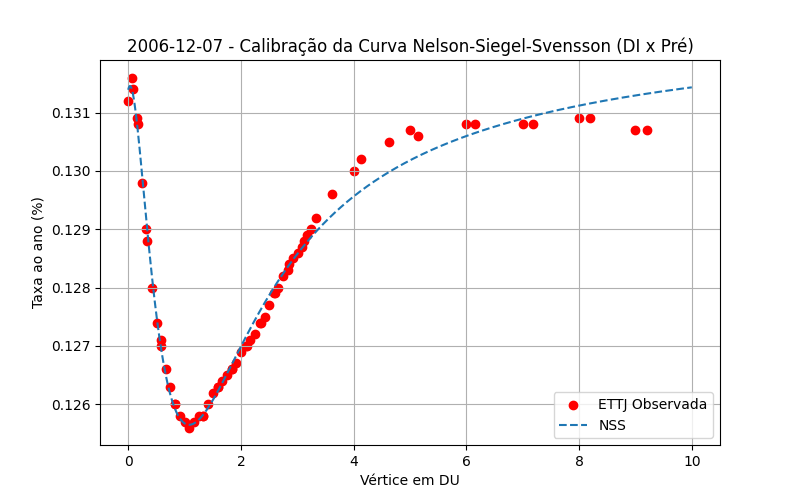 2006-12-07 - Calibração da Curva Nelson-Siegel-Svensson (DI x Pré)
0.131
0.130
0.129
0.128
0.127
0.126
Taxa ao ano (%)
0
2
4
6
8
10
Vértice em DU
ETTJ Observada
NSS